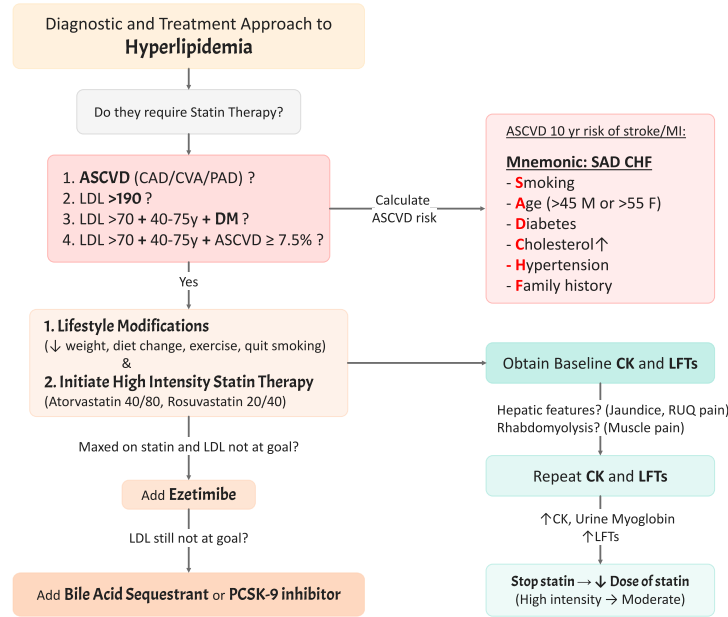 Diagnostic and Treatment Approach to
Hyperlipidemia
Do they require Statin Therapy?
1. ASCVD (CAD/CVA/PAD) ?
2. LDL >190 ?
3. LDL >70 + 40-75y + DM ?
4. LDL >70 + 40-75y + ASCVD ≥ 7.5% ?
Calculate
ASCVD risk
ASCVD 10 yr risk of stroke/MI:
Mnemonic: SAD CHF
- Smoking
- Age (>45 M or >55 F)
- Diabetes
- Cholesterol↑
- Hypertension
- Family history
Yes
1. Lifestyle Modifications
(↓ weight, diet change, exercise, quit smoking)
&
2. Initiate High Intensity Statin Therapy
(Atorvastatin 40/80, Rosuvastatin 20/40)
Maxed on statin and LDL not at goal?
Add Ezetimibe
LDL still not at goal?
Add Bile Acid Sequestrant or PCSK-9 inhibitor
Obtain Baseline CK and LFTs
Hepatic features? (Jaundice, RUQ pain)
Rhabdomyolysis? (Muscle pain)
Repeat CK and LFTs
↑CK, Urine Myoglobin
↑LFTs
Stop statin → ↓ Dose of statin
(High intensity → Moderate)